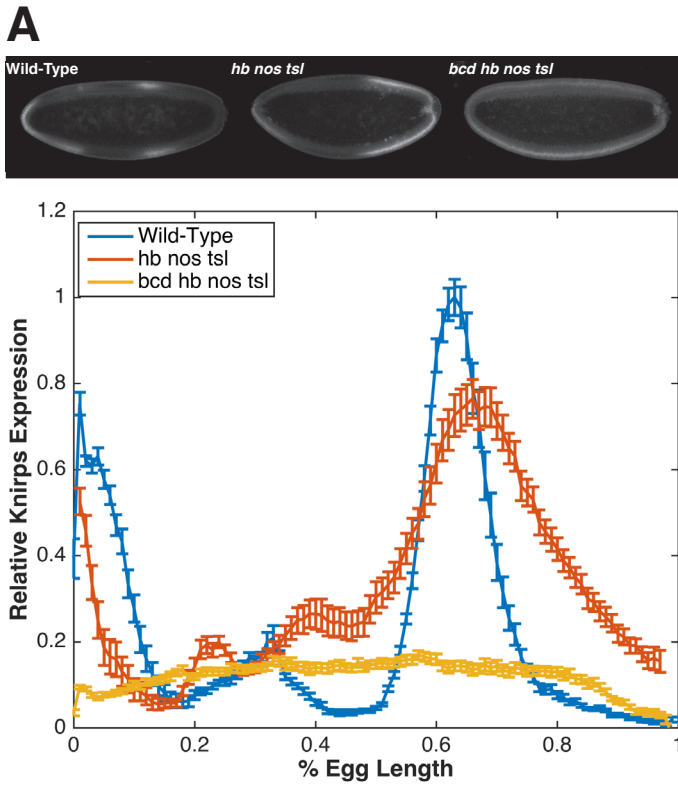 A
Wild-Type hb nos tsl bcd hb nos tsl
1.2
1
0.8
0.6
0.4
0.2
0
Relative Knirps Expression
Wild-Type
hb nos tsl
bcd hb nos tsl
0 0.2 0.4 0.6 0.8 1
% Egg Length